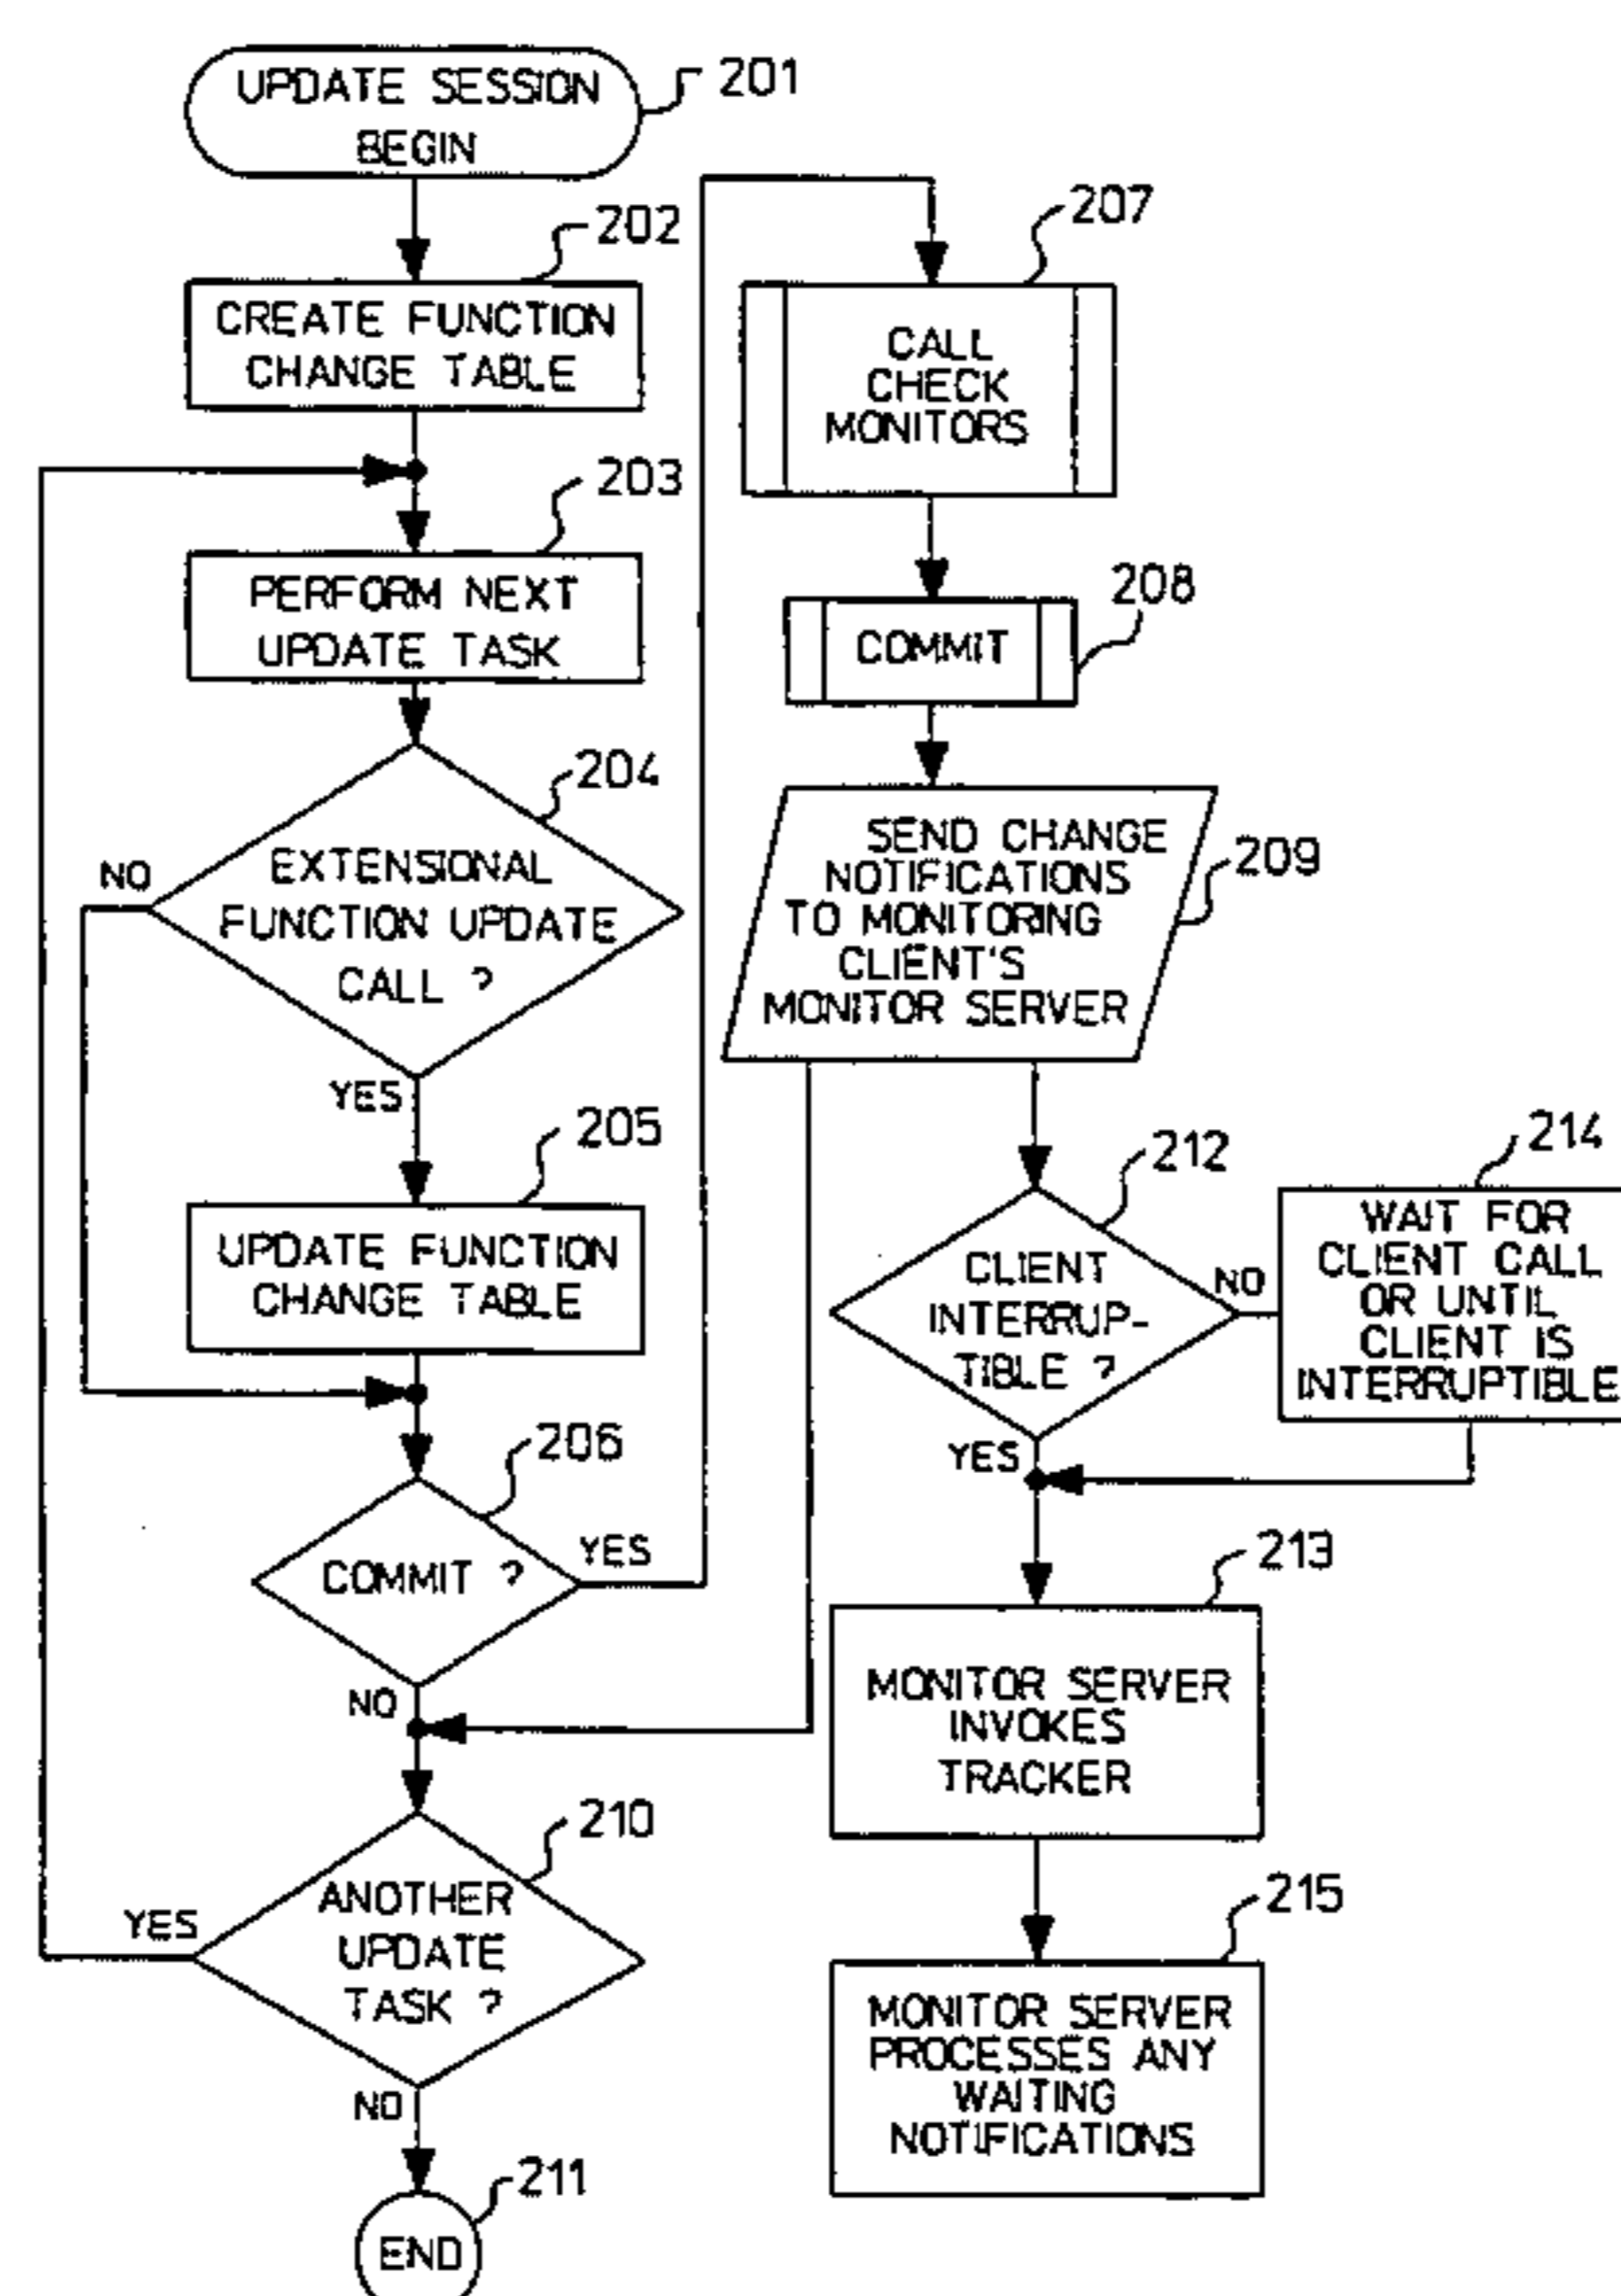 UPDATE SESSION
BEGIN
201
202
CREATE FUNCTION
CHANGE TABLE
203
PERFORM NEXT
UPDATE TASK
204
NO
EXTENSIONAL
FUNCTION UPDATE
CALL ?
YES
205
UPDATE FUNCTION
CHANGE TABLE
206
COMMIT ?
YES
NO
210
YES
ANOTHER
UPDATE
TASK ?
NO
211
END
207
CALL
CHECK
MONITORS
208
COMMIT
209
SEND CHANGE
NOTIFICATIONS
TO MONITORING
CLIENT'S
MONITOR SERVER
212
CLIENT
INTERRUP-
TIBLE ?
NO
YES
214
WAIT FOR
CLIENT CALL
OR UNTIL
CLIENT IS
INTERRUPTIBLE
213
MONITOR SERVER
INVOKES
TRACKER
215
MONITOR SERVER
PROCESSES ANY
WAITING
NOTIFICATIONS